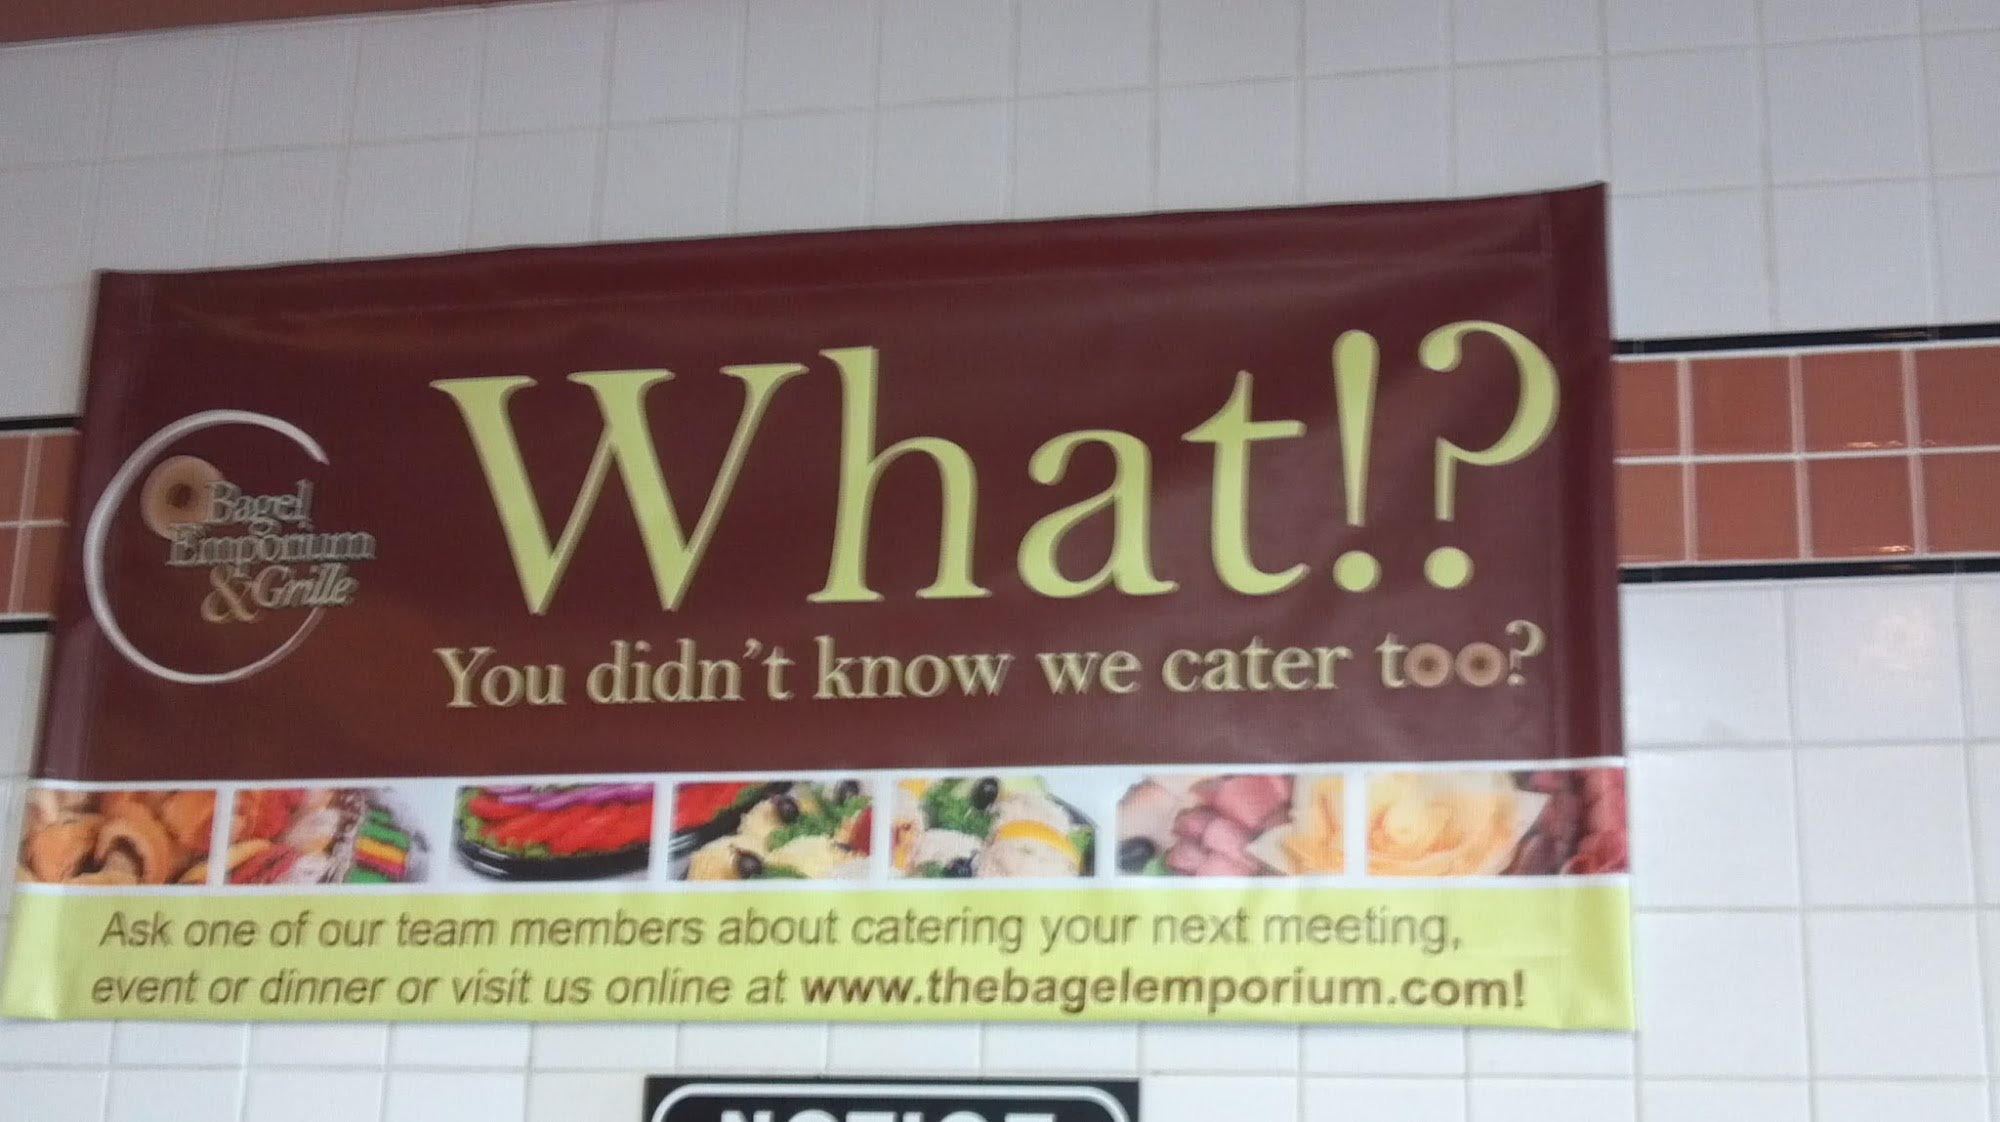 Bagel
Emporium
& Grille
What!?
You didn't know we cater too?
Ask one of our team members about catering your next meeting,
event or dinner or visit us online at www.thebagelemporium.com!
NOTICE